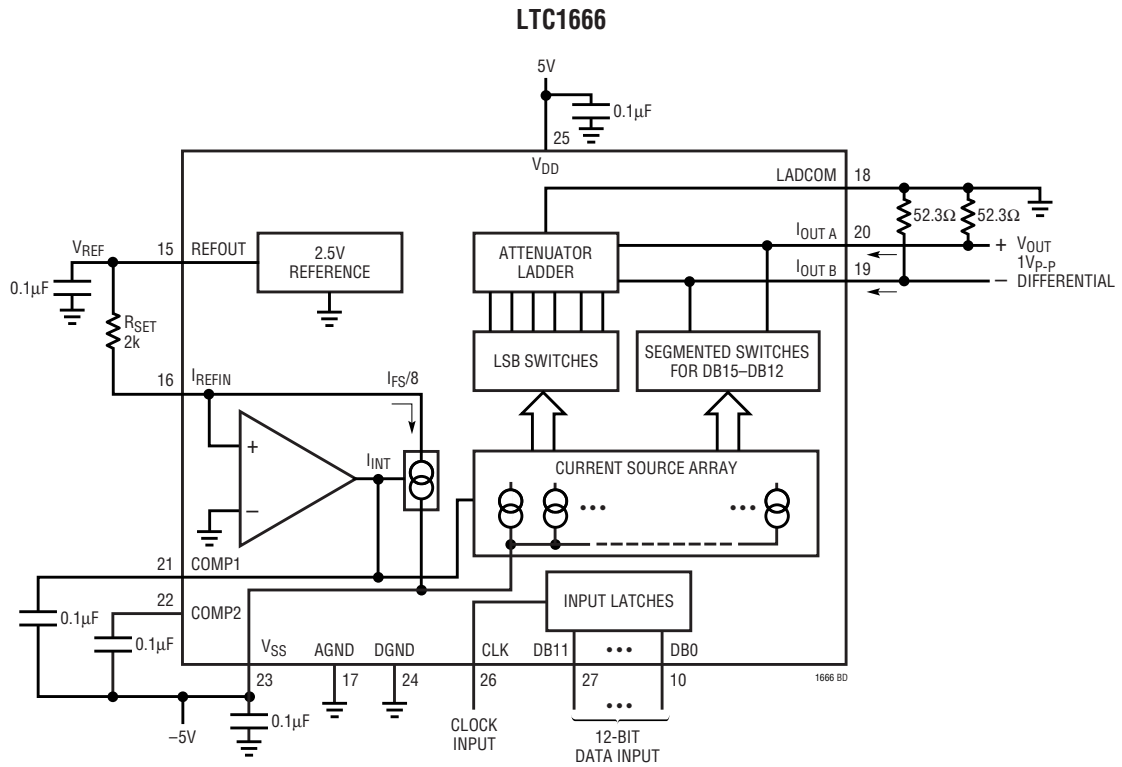 LTC1666
5V
0.1µF
25
VDD
LADCOM 18
52.3Ω 52.3Ω
VREF 15 REFOUT
2.5V
REFERENCE
ATTENUATOR
LADDER
IOUT A 20
+ VOUT
1VP-P
IOUT B 19
– DIFFERENTIAL
0.1µF
RSET
2k
LSB SWITCHES
SEGMENTED SWITCHES
FOR DB15–DB12
16 IREFIN
IFS/8
+
–
IINT
CURRENT SOURCE ARRAY
••• •••
21 COMP1
0.1µF
22 COMP2
0.1µF
INPUT LATCHES
VSS AGND DGND CLK DB11 ••• DB0
23 17 24 26 27 10
1666 BD
–5V
0.1µF
CLOCK
INPUT
•••
12-BIT
DATA INPUT